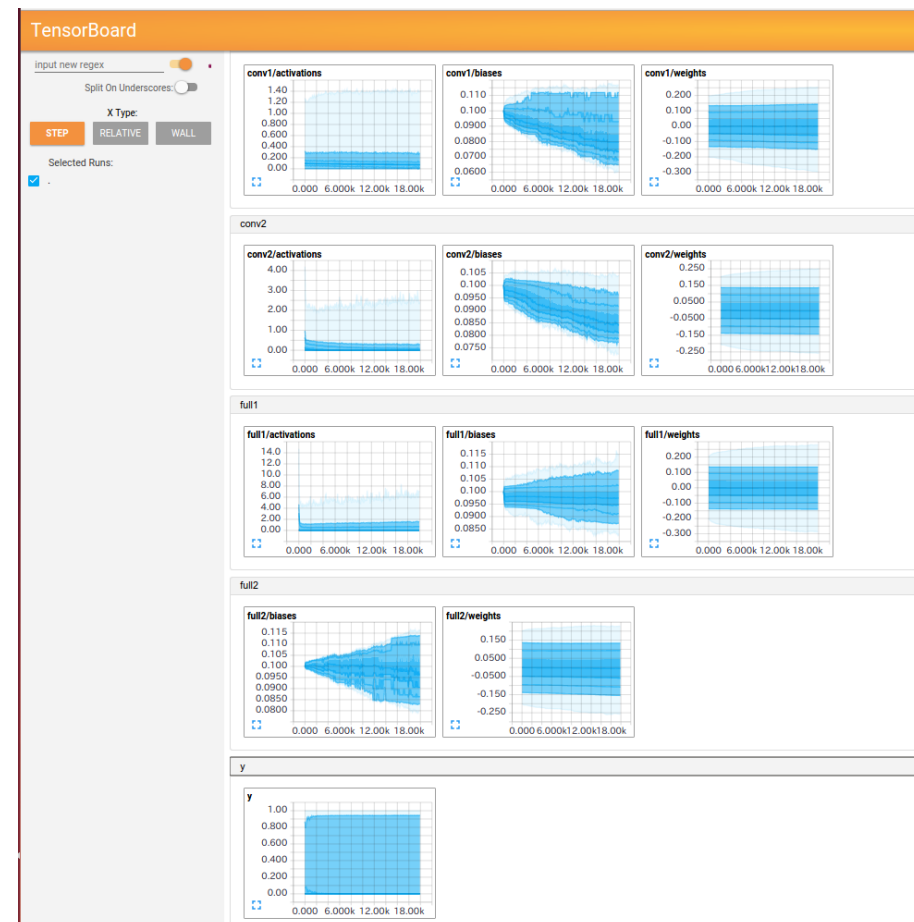 TensorBoard
input new regex
Split On Underscores:
X Type:
STEP RELATIVE WALL
Selected Runs:
.
conv1/activations conv1/biases conv1/weights
1.40
1.20
1.00
0.800
0.600
0.400
0.200
0.00
0.000 6.000k 12.00k 18.00k
0.110
0.100
0.0900
0.0800
0.0700
0.0600
0.000 6.000k 12.00k 18.00k
0.200
0.100
0.00
-0.100
-0.200
-0.300
0.000 6.000k 12.00k 18.00k
conv2
conv2/activations conv2/biases conv2/weights
4.00
3.00
2.00
1.00
0.00
0.000 6.000k 12.00k 18.00k
0.105
0.100
0.0950
0.0900
0.0850
0.0800
0.0750
0.000 6.000k 12.00k 18.00k
0.250
0.150
0.0500
-0.0500
-0.150
-0.250
0.000 6.000k12.00k18.00k
full1
full1/activations full1/biases full1/weights
14.0
12.0
10.0
8.00
6.00
4.00
2.00
0.00
0.000 6.000k 12.00k 18.00k
0.115
0.110
0.105
0.100
0.0950
0.0900
0.0850
0.000 6.000k 12.00k 18.00k
0.200
0.100
0.00
-0.100
-0.200
-0.300
0.000 6.000k 12.00k 18.00k
full2
full2/biases full2/weights
0.115
0.110
0.105
0.100
0.0950
0.0900
0.0850
0.0800
0.000 6.000k 12.00k 18.00k
0.150
0.0500
-0.0500
-0.150
-0.250
0.000 6.000k12.00k18.00k
y
y
1.00
0.800
0.600
0.400
0.200
0.00
0.000 6.000k 12.00k 18.00k